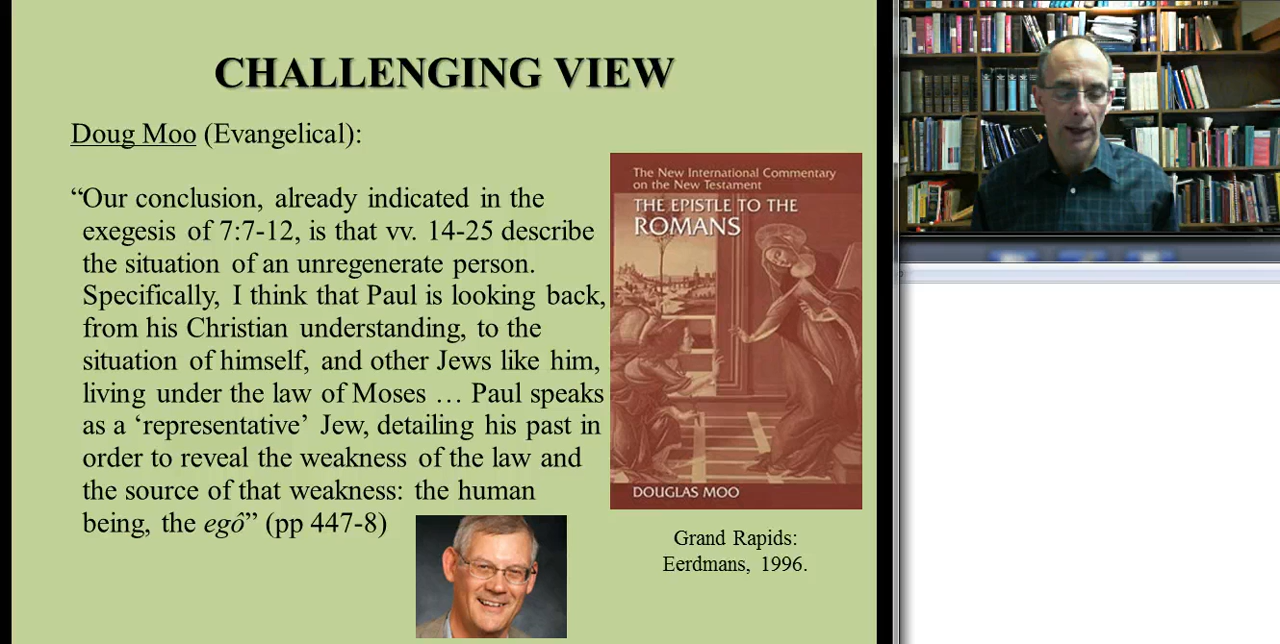 CHALLENGING VIEW
Doug Moo (Evangelical):
“Our conclusion, already indicated in the
exegesis of 7:7-12, is that vv. 14-25 describe
the situation of an unregenerate person.
Specifically, I think that Paul is looking back,
from his Christian understanding, to the
situation of himself, and other Jews like him,
living under the law of Moses … Paul speaks
as a ‘representative’ Jew, detailing his past in
order to reveal the weakness of the law and
the source of that weakness: the human
being, the egô” (pp 447-8)
The New International Commentary
on the New Testament
THE EPISTLE TO THE
ROMANS
DOUGLAS MOO
Grand Rapids:
Eerdmans, 1996.